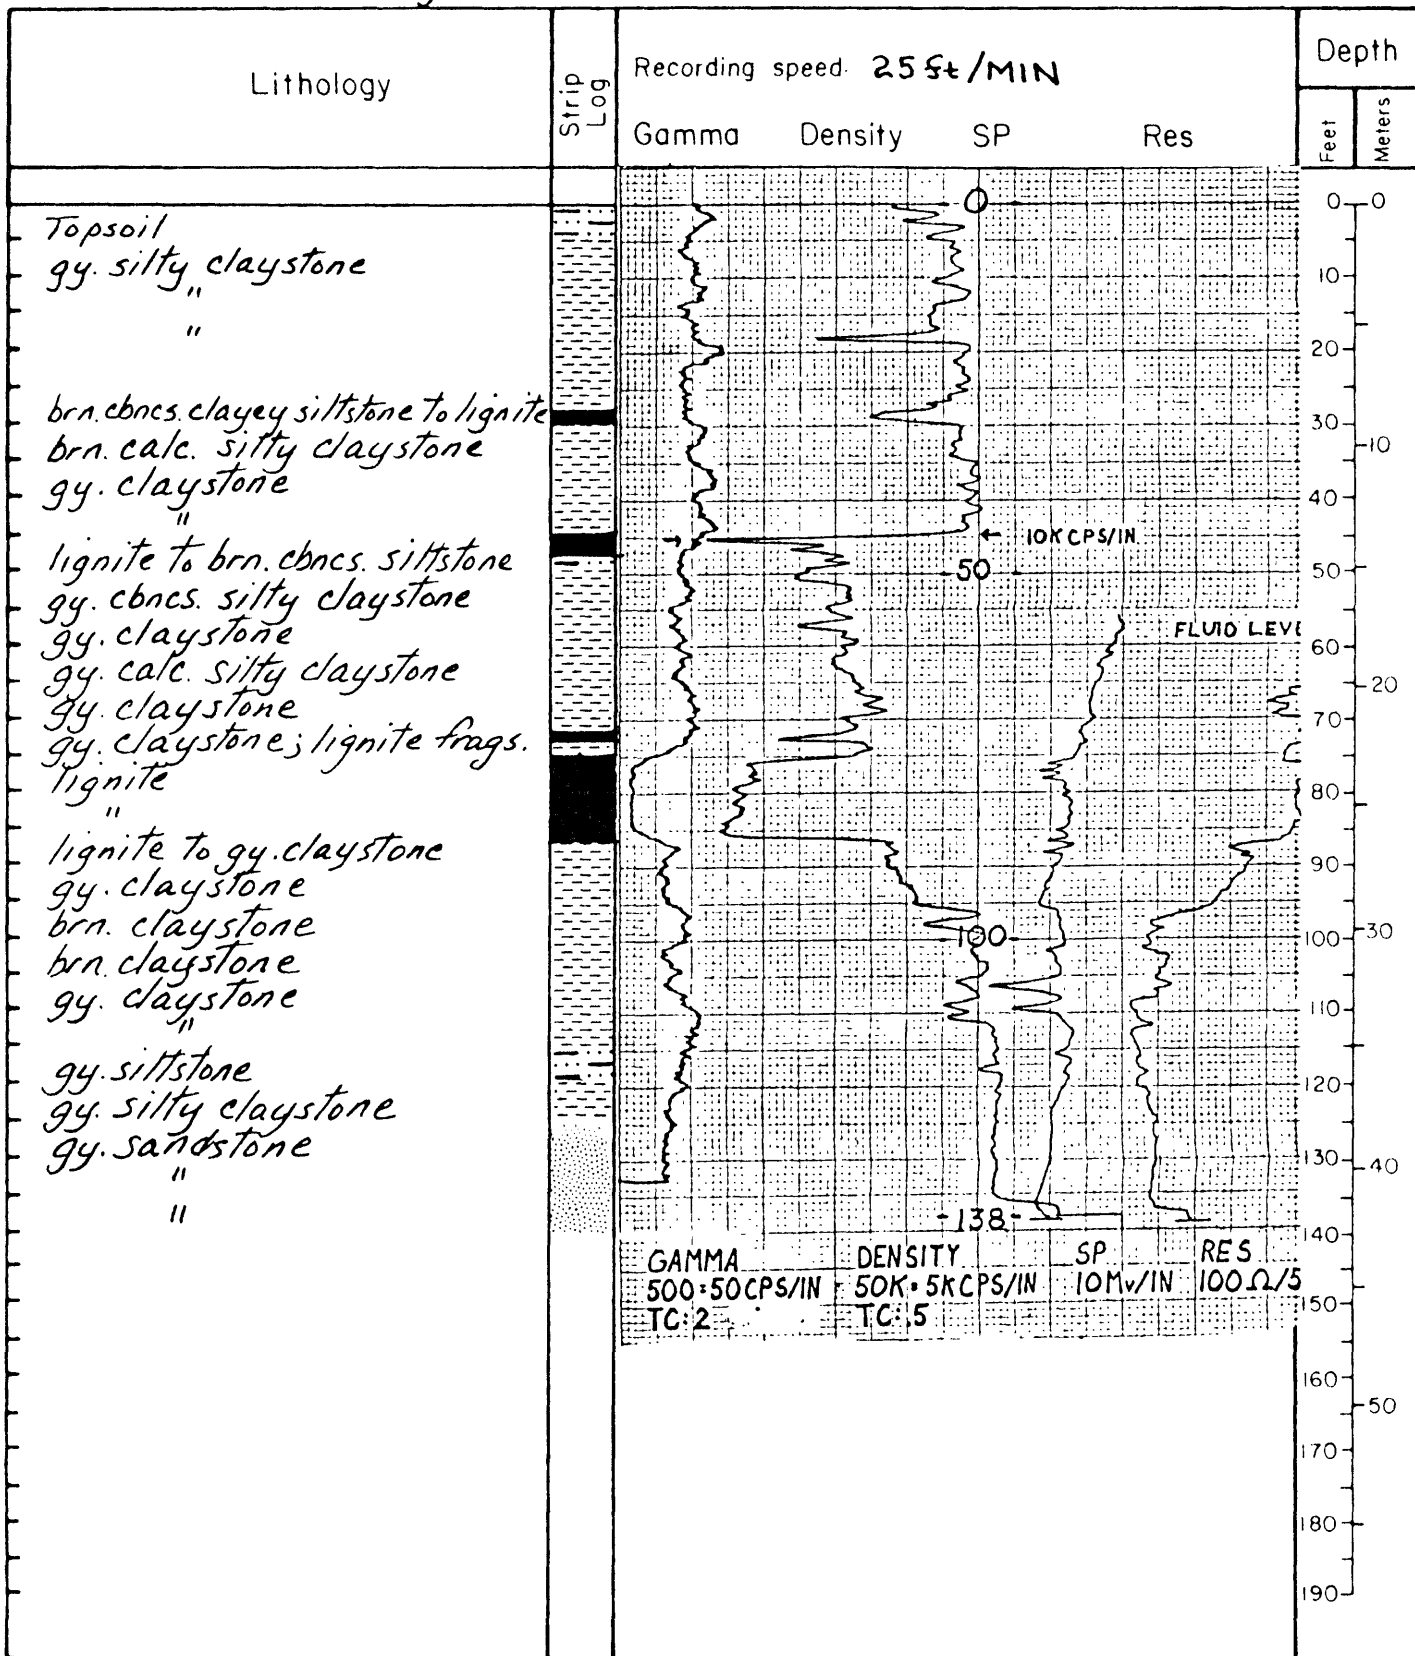 Lithology
Strip Log
Recording speed. 25 ft/MIN
Gamma Density SP Res
Depth
Feet
Meters
Topsoil
gy. silty claystone
"
"
brn. cbncs. clayey siltstone to lignite
brn. calc. silty claystone
gy. claystone
"
lignite to brn. cbncs. siltstone
gy. cbncs. silty claystone
gy. claystone
gy. calc. silty claystone
gy. claystone
gy. claystone; lignite frags.
lignite
"
lignite to gy. claystone
gy. claystone
brn. claystone
brn. claystone
gy. claystone
"
gy. siltstone
gy. silty claystone
gy. sandstone
"
"
0
10K CPS/IN
50
FLUID LEVE
100
-138-
GAMMA
500:50 CPS/IN
TC: 2
DENSITY
50K:5K CPS/IN
TC: .5
SP
10Mv/IN
RES
100Ω/5
0
10
20
30
40
50
60
70
80
90
100
110
120
130
140
150
160
170
180
190
0
10
20
30
40
50